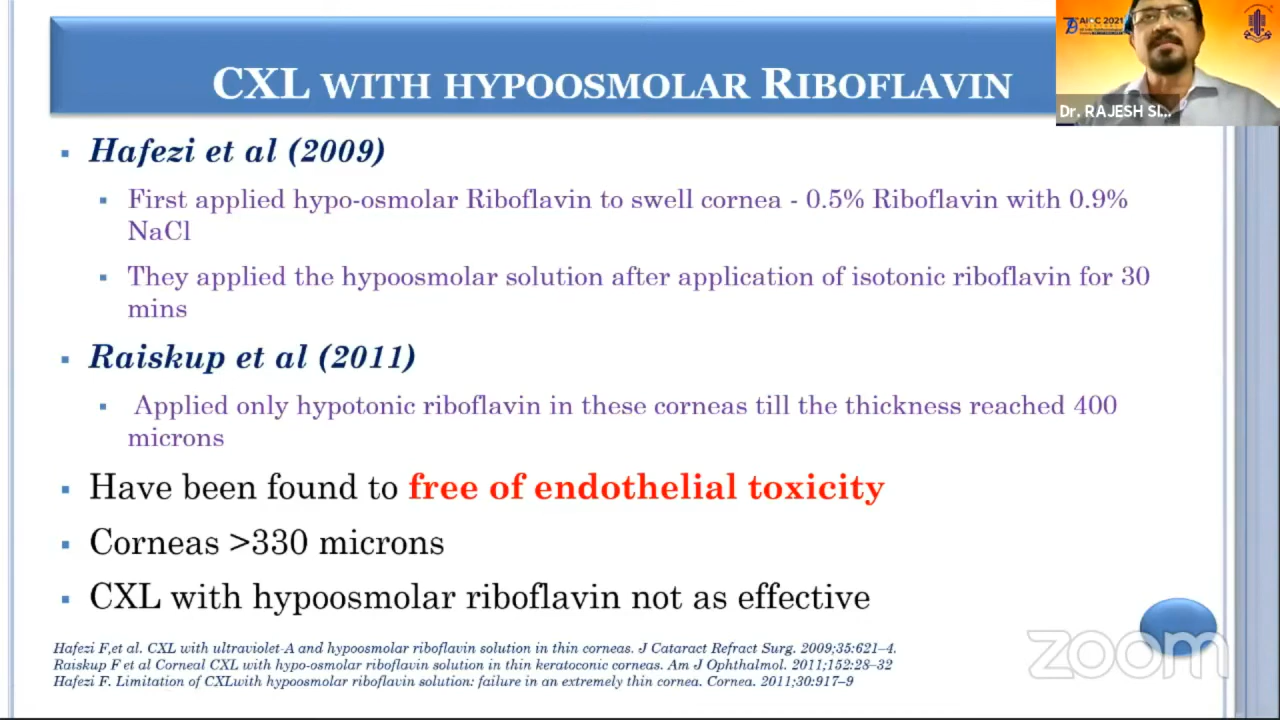 CXL WITH HYPOOSMOLAR RIBOFLAVIN
AIOC 2021
Dr. RAJESH SI...
Hafezi et al (2009)
First applied hypo-osmolar Riboflavin to swell cornea - 0.5% Riboflavin with 0.9%
NaCl
They applied the hypoosmolar solution after application of isotonic riboflavin for 30
mins
Raiskup et al (2011)
Applied only hypotonic riboflavin in these corneas till the thickness reached 400
microns
Have been found to free of endothelial toxicity
Corneas >330 microns
CXL with hypoosmolar riboflavin not as effective
Hafezi F,et al. CXL with ultraviolet-A and hypoosmolar riboflavin solution in thin corneas. J Cataract Refract Surg. 2009;35:621–4.
Raiskup F et al Corneal CXL with hypo-osmolar riboflavin solution in thin keratoconic corneas. Am J Ophthalmol. 2011;152:28–32
Hafezi F. Limitation of CXLwith hypoosmolar riboflavin solution: failure in an extremely thin cornea. Cornea. 2011;30:917–9
zoom